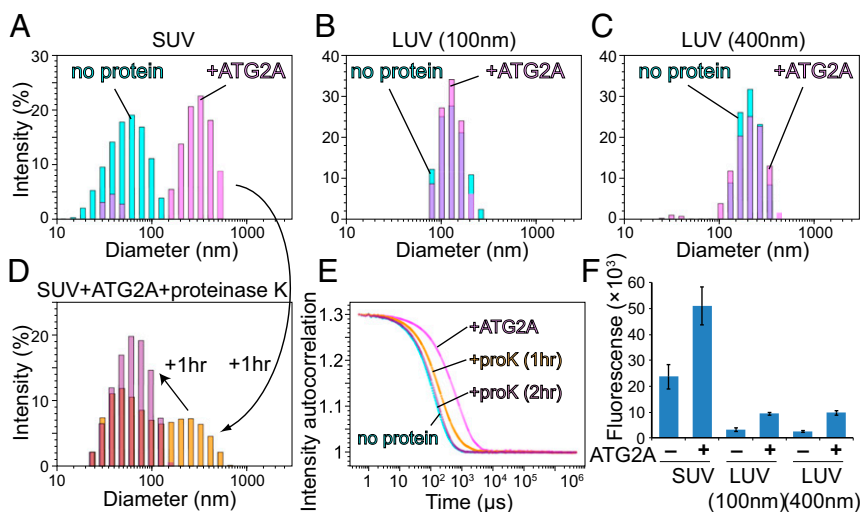 A
SUV
30
20
10
0
Intensity (%)
no protein
+ATG2A
10
100
1000
Diameter (nm)
B
LUV (100nm)
40
30
20
10
0
no protein
+ATG2A
10
100
1000
Diameter (nm)
C
LUV (400nm)
40
30
20
10
0
no protein
+ATG2A
10
100
1000
Diameter (nm)
D
SUV+ATG2A+proteinase K
20
10
0
Intensity (%)
+1hr
+1hr
10
100
1000
Diameter (nm)
E
Intensity autocorrelation
1.3
1.2
1.1
1
+ATG2A
+proK (1hr)
+proK (2hr)
no protein
1 10 10² 10³ 10⁴ 10⁵ 10⁶
Time (μs)
F
Fluorescense (×10³)
60
50
40
30
20
10
0
ATG2A − + − + − +
SUV LUV LUV
(100nm) (400nm)